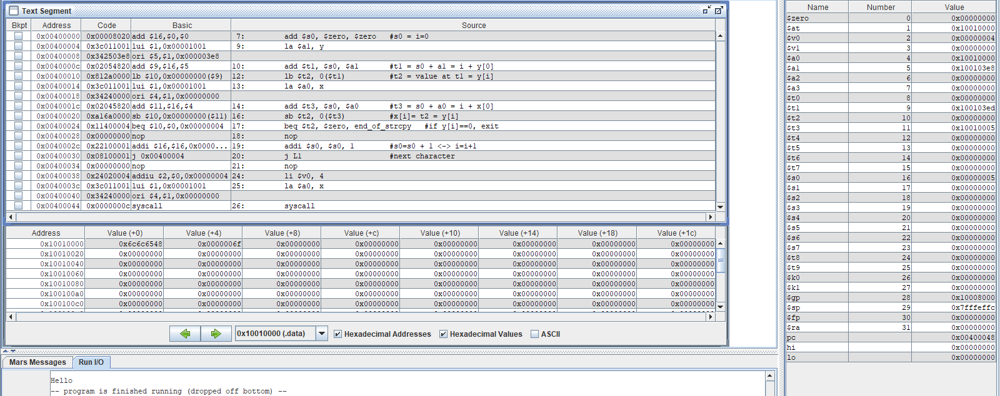 Text Segment
Bkpt Address Code Basic Source
0x00400000 0x00008020 add $16,$0,$0 7: add $s0, $zero, $zero #s0 = i=0
0x00400004 0x3c011001 lui $1,0x00001001 9: la $a1, y
0x00400008 0x342503e8 ori $5,$1,0x000003e8
0x0040000c 0x02054820 add $9,$16,$5 10: add $t1, $s0, $a1 #t1 = s0 + a1 = i + y[0]
0x00400010 0x812a0000 lb $10,0x00000000($9) 12: lb $t2, 0($t1) #t2 = value at t1 = y[i]
0x00400014 0x3c011001 lui $1,0x00001001 13: la $a0, x
0x00400018 0x34240000 ori $4,$1,0x00000000
0x0040001c 0x02045820 add $11,$16,$4 14: add $t3, $s0, $a0 #t3 = s0 + a0 = i + x[0]
0x00400020 0xa16a0000 sb $10,0x00000000($11) 16: sb $t2, 0($t3) #x[i]= t2 = y[i]
0x00400024 0x11400004 beq $10,$0,0x00000004 17: beq $t2, $zero, end_of_strcpy #if y[i]==0, exit
0x00400028 0x00000000 nop 18: nop
0x0040002c 0x22100001 addi $16,$16,0x0000... 19: addi $s0, $s0, 1 #s0=s0 + 1 <-> i=i+1
0x00400030 0x08100001 j 0x00400004 20: j L1 #next character
0x00400034 0x00000000 nop 21: nop
0x00400038 0x24020004 addiu $2,$0,0x00000004 24: li $v0, 4
0x0040003c 0x3c011001 lui $1,0x00001001 25: la $a0, x
0x00400040 0x34240000 ori $4,$1,0x00000000
0x00400044 0x0000000c syscall 26: syscall
Address Value (+0) Value (+4) Value (+8) Value (+c) Value (+10) Value (+14) Value (+18) Value (+1c)
0x10010000 0x6c6c6548 0x0000006f 0x00000000 0x00000000 0x00000000 0x00000000 0x00000000 0x00000000
0x10010020 0x00000000 0x00000000 0x00000000 0x00000000 0x00000000 0x00000000 0x00000000 0x00000000
0x10010040 0x00000000 0x00000000 0x00000000 0x00000000 0x00000000 0x00000000 0x00000000 0x00000000
0x10010060 0x00000000 0x00000000 0x00000000 0x00000000 0x00000000 0x00000000 0x00000000 0x00000000
0x10010080 0x00000000 0x00000000 0x00000000 0x00000000 0x00000000 0x00000000 0x00000000 0x00000000
0x100100a0 0x00000000 0x00000000 0x00000000 0x00000000 0x00000000 0x00000000 0x00000000 0x00000000
0x100100c0 0x00000000 0x00000000 0x00000000 0x00000000 0x00000000 0x00000000 0x00000000 0x00000000
0x10010000 (.data) Hexadecimal Addresses Hexadecimal Values ASCII
Mars Messages Run I/O
Hello
-- program is finished running (dropped off bottom) --
Name Number Value
$zero 0 0x00000000
$at 1 0x10010000
$v0 2 0x00000004
$v1 3 0x00000000
$a0 4 0x10010000
$a1 5 0x100103e8
$a2 6 0x00000000
$a3 7 0x00000000
$t0 8 0x00000000
$t1 9 0x100103ed
$t2 10 0x00000000
$t3 11 0x10010005
$t4 12 0x00000000
$t5 13 0x00000000
$t6 14 0x00000000
$t7 15 0x00000000
$s0 16 0x00000005
$s1 17 0x00000000
$s2 18 0x00000000
$s3 19 0x00000000
$s4 20 0x00000000
$s5 21 0x00000000
$s6 22 0x00000000
$s7 23 0x00000000
$t8 24 0x00000000
$t9 25 0x00000000
$k0 26 0x00000000
$k1 27 0x00000000
$gp 28 0x10008000
$sp 29 0x7fffeffc
$fp 30 0x00000000
$ra 31 0x00000000
pc 0x00400048
hi 0x00000000
lo 0x00000000